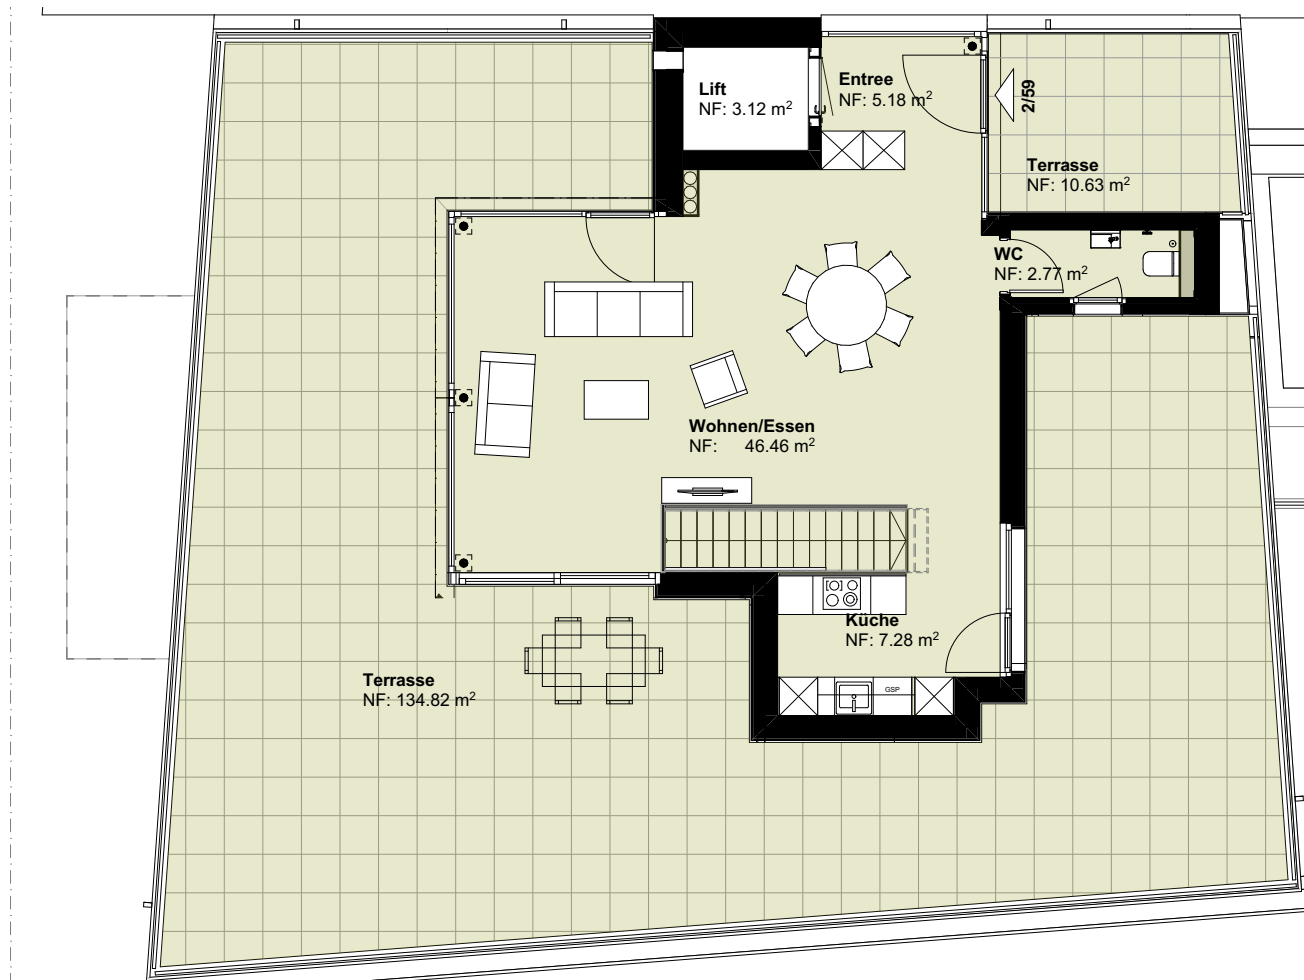 Lift
NF: 3.12 m²
Entree
NF: 5.18 m²
2/59
Terrasse
NF: 10.63 m²
WC
NF: 2.77 m²
Wohnen/Essen
NF: 46.46 m²
Küche
NF: 7.28 m²
Terrasse
NF: 134.82 m²
GSP